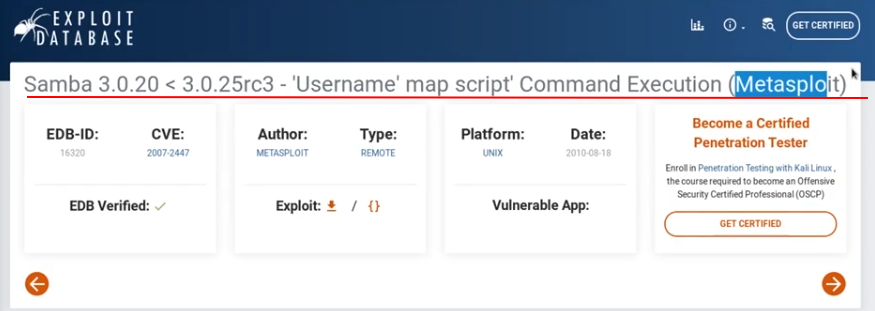 EXPLOIT
DATABASE
GET CERTIFIED
Samba 3.0.20 < 3.0.25rc3 - 'Username' map script' Command Execution (Metasploit)
EDB-ID:
16320
CVE:
2007-2447
EDB Verified:
Author:
METASPLOIT
Type:
REMOTE
Exploit: / {}
Platform:
UNIX
Date:
2010-08-18
Vulnerable App:
Become a Certified
Penetration Tester
Enroll in Penetration Testing with Kali Linux ,
the course required to become an Offensive
Security Certified Professional (OSCP)
GET CERTIFIED